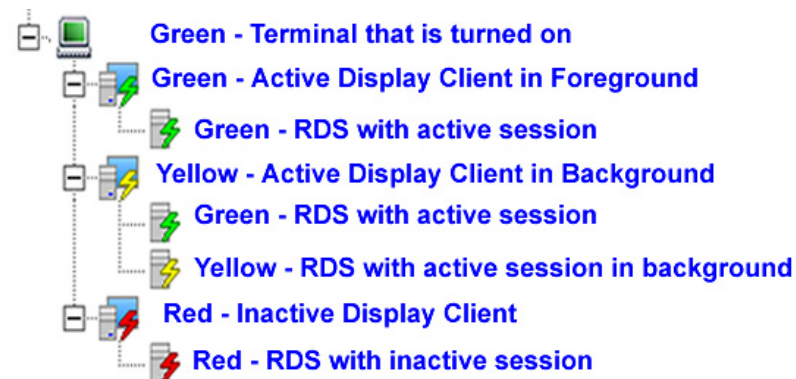 Green - Terminal that is turned on
Green - Active Display Client in Foreground
Green - RDS with active session
Yellow - Active Display Client in Background
Green - RDS with active session
Yellow - RDS with active session in background
Red - Inactive Display Client
Red - RDS with inactive session